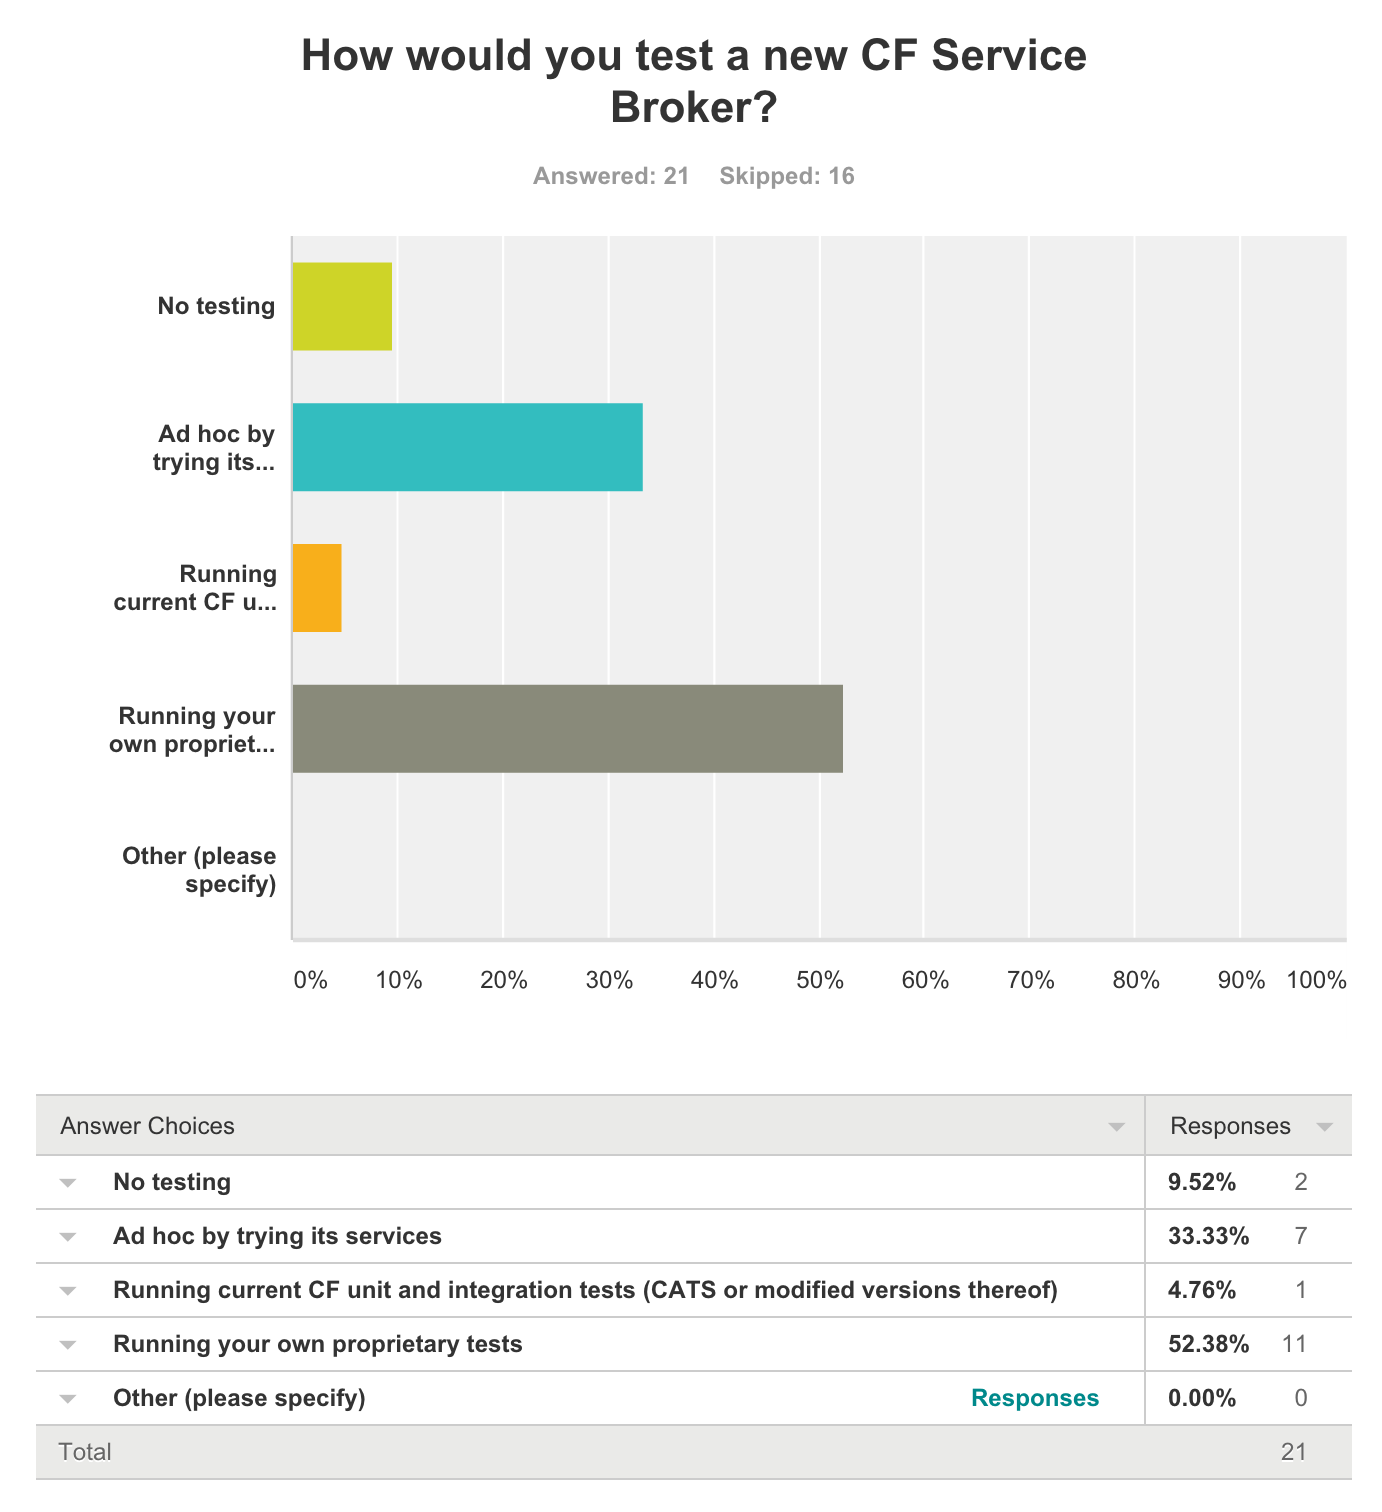 How would you test a new CF Service
Broker?
Answered: 21 Skipped: 16
No testing
Ad hoc by
trying its...
Running
current CF u...
Running your
own propriet...
Other (please
specify)
0% 10% 20% 30% 40% 50% 60% 70% 80% 90% 100%
Answer Choices Responses
No testing 9.52% 2
Ad hoc by trying its services 33.33% 7
Running current CF unit and integration tests (CATS or modified versions thereof) 4.76% 1
Running your own proprietary tests 52.38% 11
Other (please specify) Responses 0.00% 0
Total 21